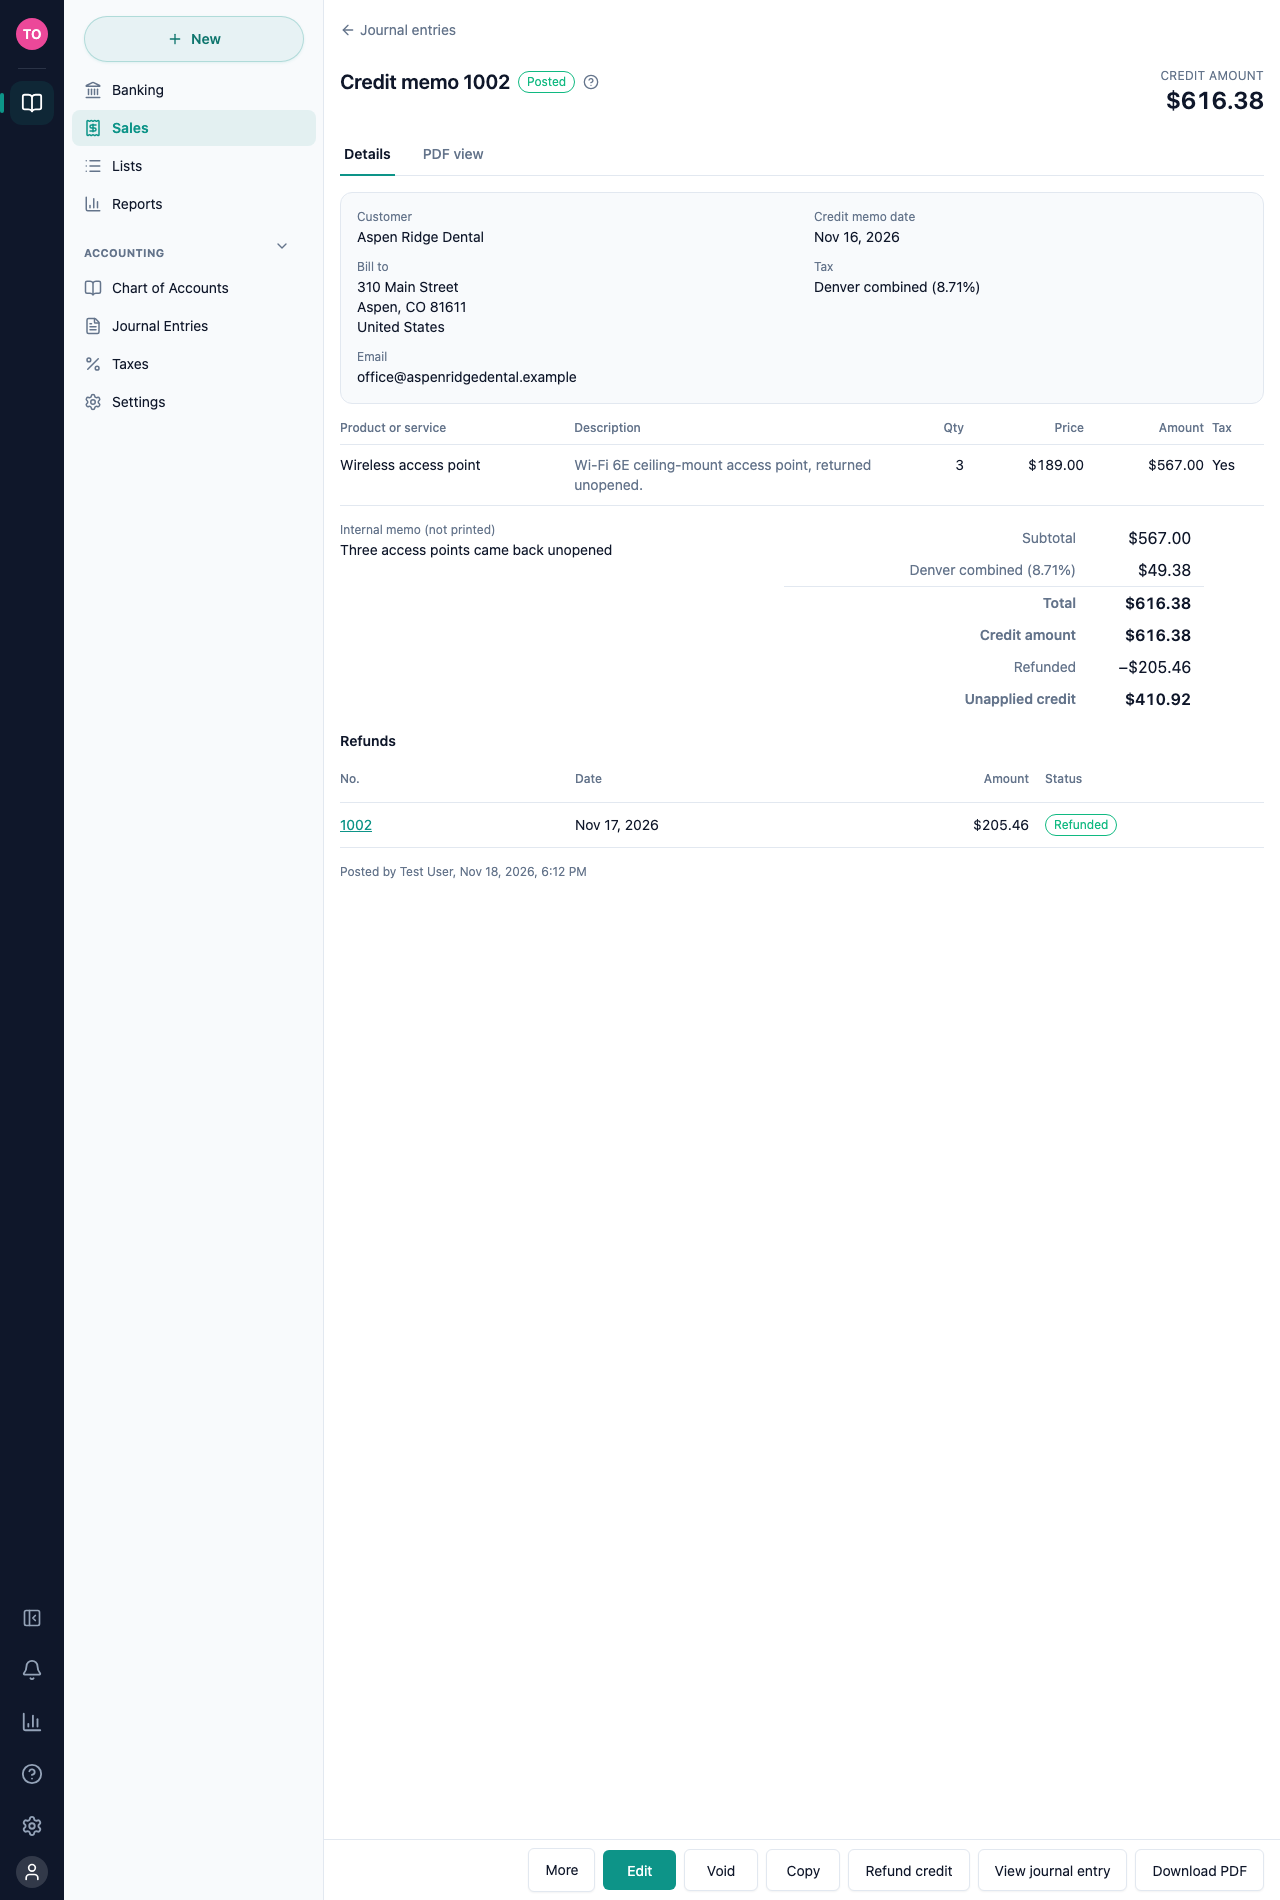 TO
New
Banking
Sales
Lists
Reports
ACCOUNTING
Chart of Accounts
Journal Entries
Taxes
Settings
Journal entries
Credit memo 1002 Posted
CREDIT AMOUNT
$616.38
Details PDF view
Customer
Aspen Ridge Dental
Bill to
310 Main Street
Aspen, CO 81611
United States
Email
office@aspenridgedental.example
Credit memo date
Nov 16, 2026
Tax
Denver combined (8.71%)
Product or service Description Qty Price Amount Tax
Wireless access point Wi-Fi 6E ceiling-mount access point, returned 3 $189.00 $567.00 Yes
unopened.
Internal memo (not printed)
Three access points came back unopened
Subtotal $567.00
Denver combined (8.71%) $49.38
Total $616.38
Credit amount $616.38
Refunded –$205.46
Unapplied credit $410.92
Refunds
No. Date Amount Status
1002 Nov 17, 2026 $205.46 Refunded
Posted by Test User, Nov 18, 2026, 6:12 PM
More Edit Void Copy Refund credit View journal entry Download PDF